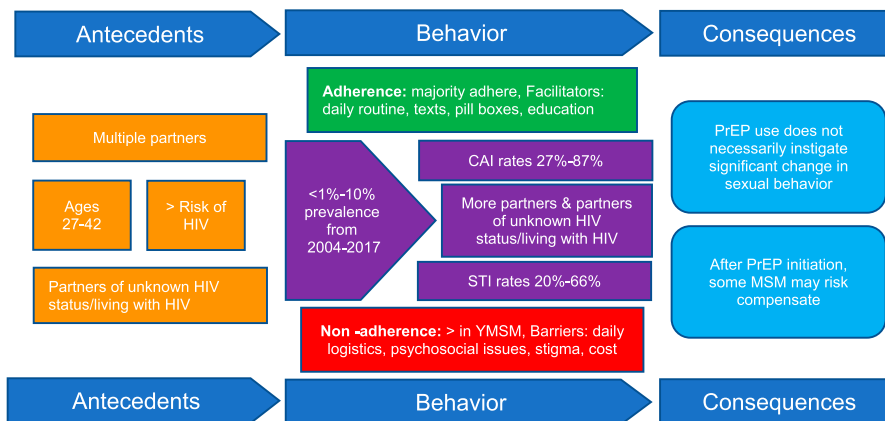 Antecedents
Behavior
Consequences
Adherence: majority adhere, Facilitators:
daily routine, texts, pill boxes, education
Multiple partners
Ages
27-42
> Risk of
HIV
Partners of unknown HIV
status/living with HIV
<1%-10%
prevalence
from
2004-2017
CAI rates 27%-87%
More partners & partners
of unknown HIV
status/living with HIV
STI rates 20%-66%
Non -adherence: > in YMSM, Barriers: daily
logistics, psychosocial issues, stigma, cost
PrEP use does not
necessarily instigate
significant change in
sexual behavior
After PrEP initiation,
some MSM may risk
compensate
Antecedents
Behavior
Consequences